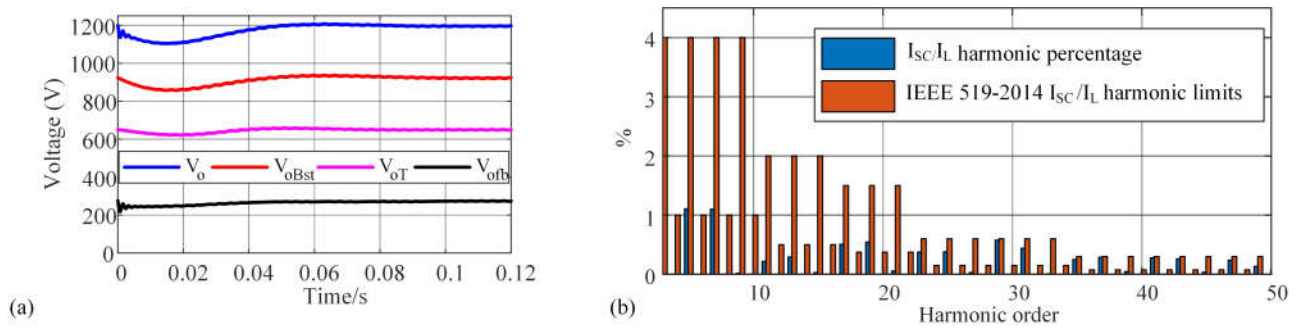 1200
1000
800
600
400
200
0
Voltage (V)
V_o V_oBst V_oT V_ofb
0 0.02 0.04 0.06 0.08 0.1 0.12
Time/s
(a)
%
4
3
2
1
0
I_SC/I_L harmonic percentage
IEEE 519-2014 I_SC/I_L harmonic limits
10 20 30 40 50
Harmonic order
(b)